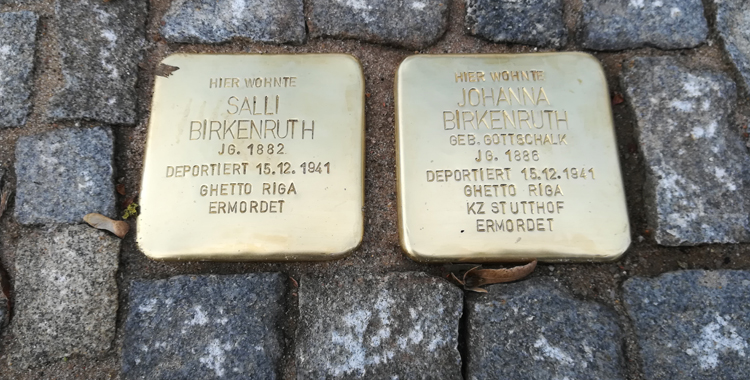 HIER WOHNTE
SALLI
BIRKENRUTH
JG. 1882
DEPORTIERT 15.12.1941
GHETTO RIGA
ERMORDET
HIER WOHNTE
JOHANNA
BIRKENRUTH
GEB. GOTTSCHALK
JG. 1886
DEPORTIERT 15.12.1941
GHETTO RIGA
KZ STUTTHOF
ERMORDET